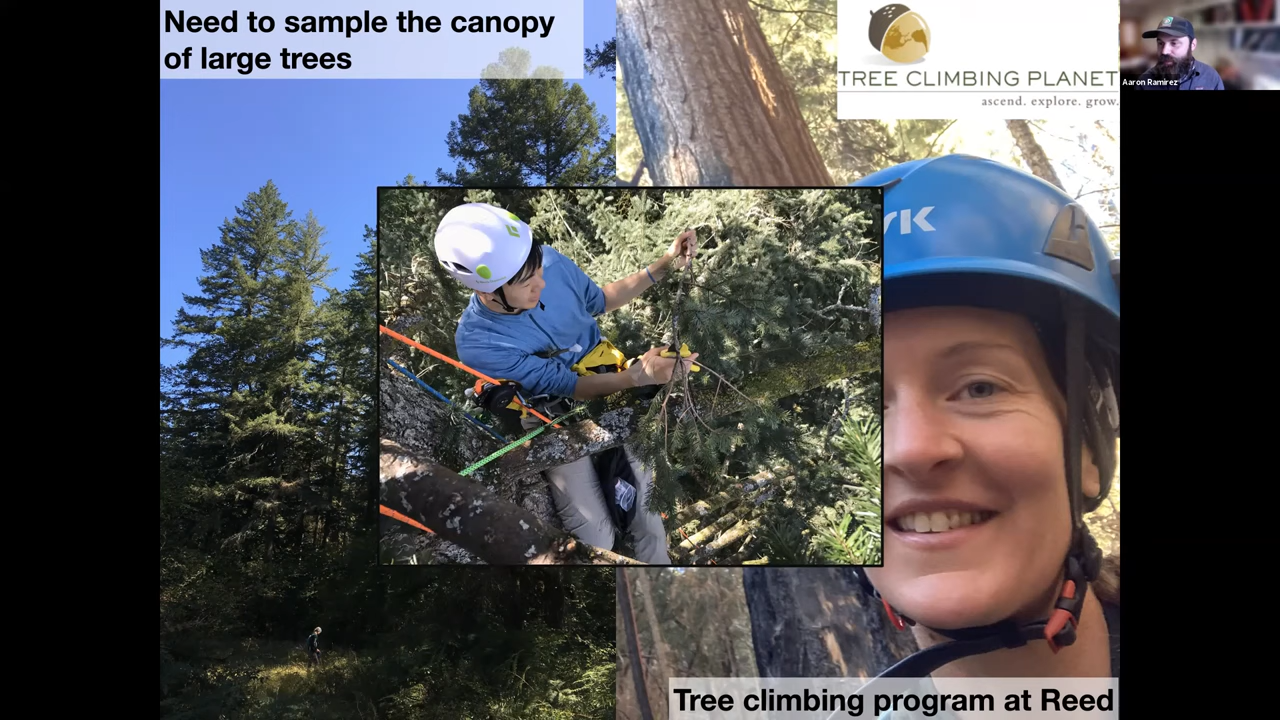 Need to sample the canopy
of large trees
TREE CLIMBING PLANET
ascend. explore. grow.
Aaron Ramirez
Tree climbing program at Reed